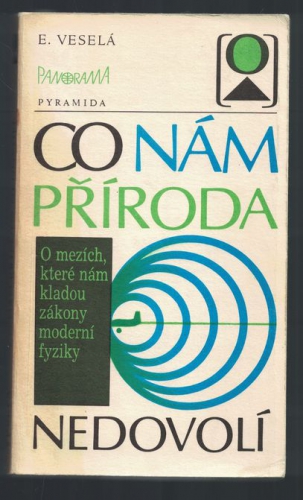 E. VESELÁ
PANORAMA
PYRAMIDA
CO NÁM
PŘÍRODA
O mezích,
které nám
kladou
zákony
moderní
fyziky
NEDOVOLÍ